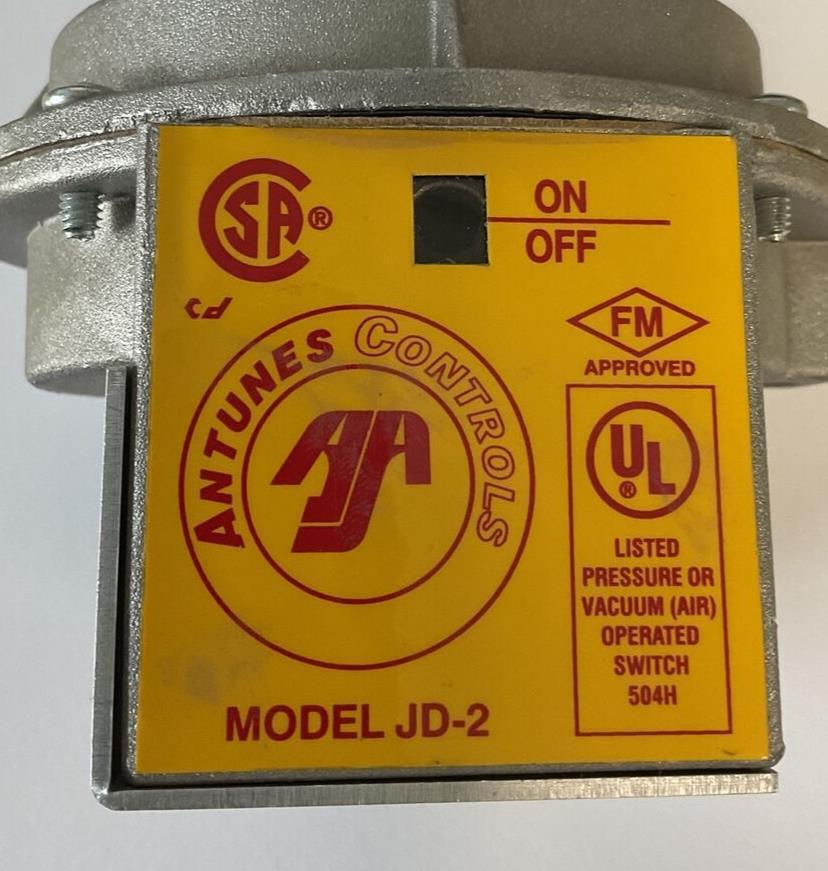 CSA®
ON
OFF
FM
APPROVED
ANTUNES CONTROLS
AJA
UL®
LISTED
PRESSURE OR
VACUUM (AIR)
OPERATED
SWITCH
504H
MODEL JD-2